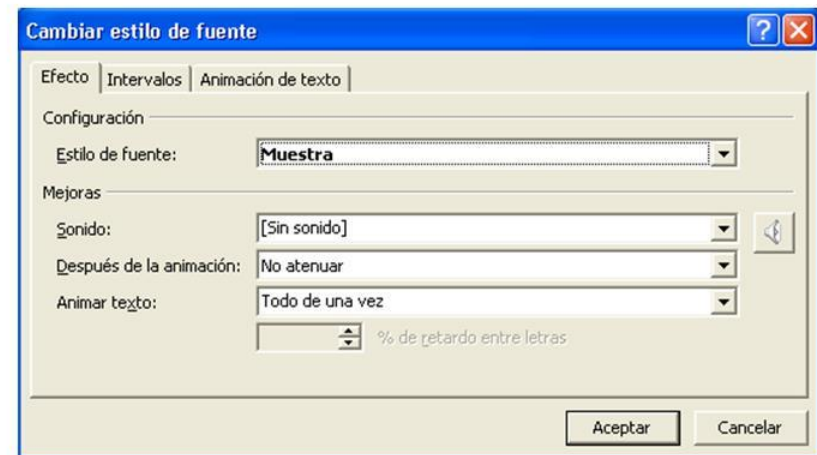 Cambiar estilo de fuente
Efecto Intervalos Animación de texto
Configuración
Estilo de fuente: Muestra
Mejoras
Sonido: [Sin sonido]
Después de la animación: No atenuar
Animar texto: Todo de una vez
% de retardo entre letras
Aceptar Cancelar